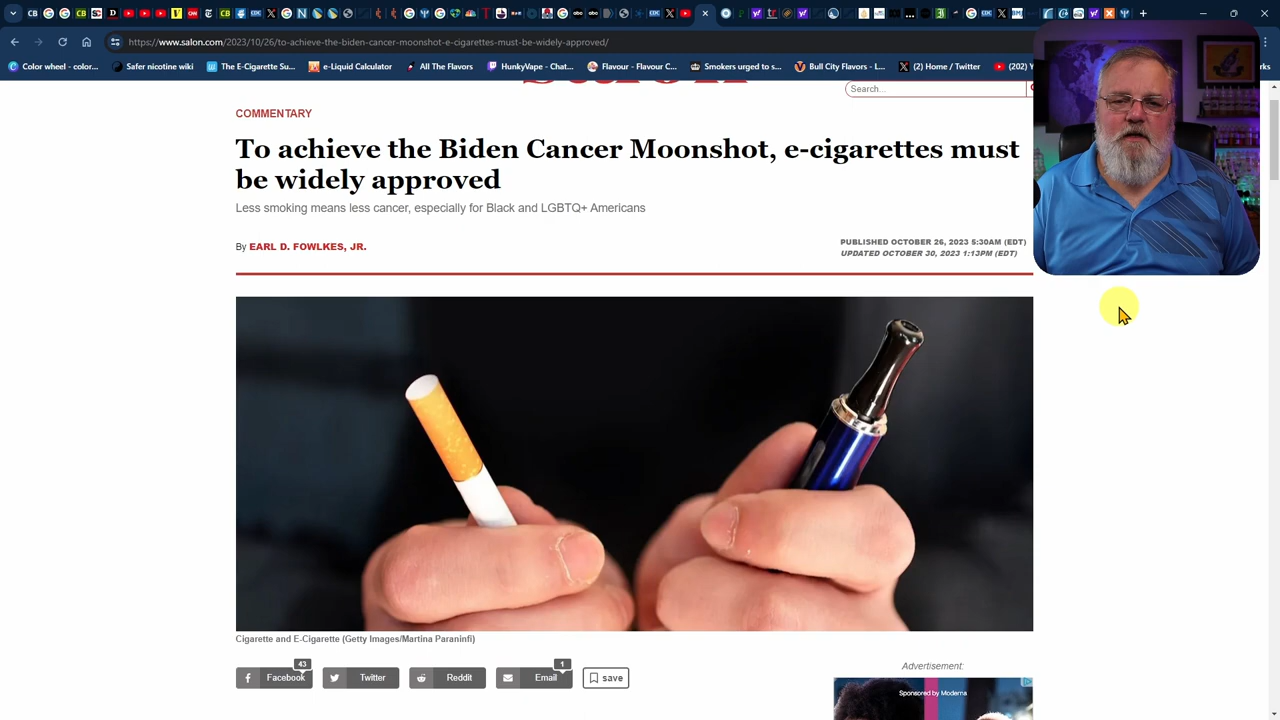 https://www.salon.com/2023/10/26/to-achieve-the-biden-cancer-moonshot-e-cigarettes-must-be-widely-approved/
Color wheel - color...
Safer nicotine wiki
The E-Cigarette Su...
e-Liquid Calculator
All The Flavors
HunkyVape - Chat...
Flavour – Flavour C...
Smokers urged to s...
Bull City Flavors - L...
(2) Home / Twitter
(202) Y
Search...
COMMENTARY
To achieve the Biden Cancer Moonshot, e-cigarettes must
be widely approved
Less smoking means less cancer, especially for Black and LGBTQ+ Americans
By EARL D. FOWLKES, JR.
PUBLISHED OCTOBER 26, 2023 5:30AM (EDT)
UPDATED OCTOBER 30, 2023 1:13PM (EDT)
Cigarette and E-Cigarette (Getty Images/Martina Paraninfi)
43
1
Facebook
Twitter
Reddit
Email
save
Advertisement:
Sponsored by Moderna